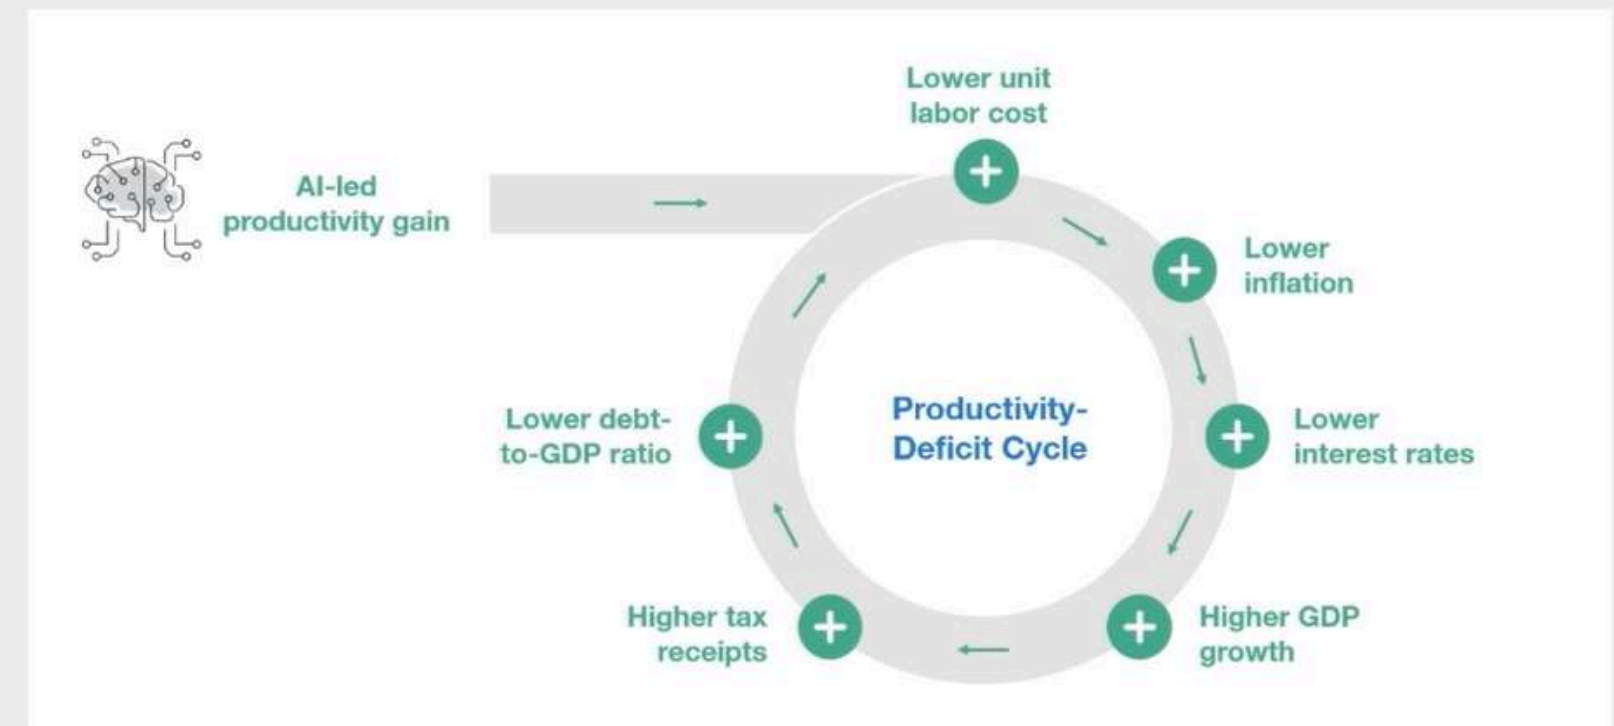 Lower unit
labor cost
AI-led
productivity gain
Lower
inflation
Productivity-
Deficit Cycle
Lower debt-
to-GDP ratio
Lower
interest rates
Higher tax
receipts
Higher GDP
growth